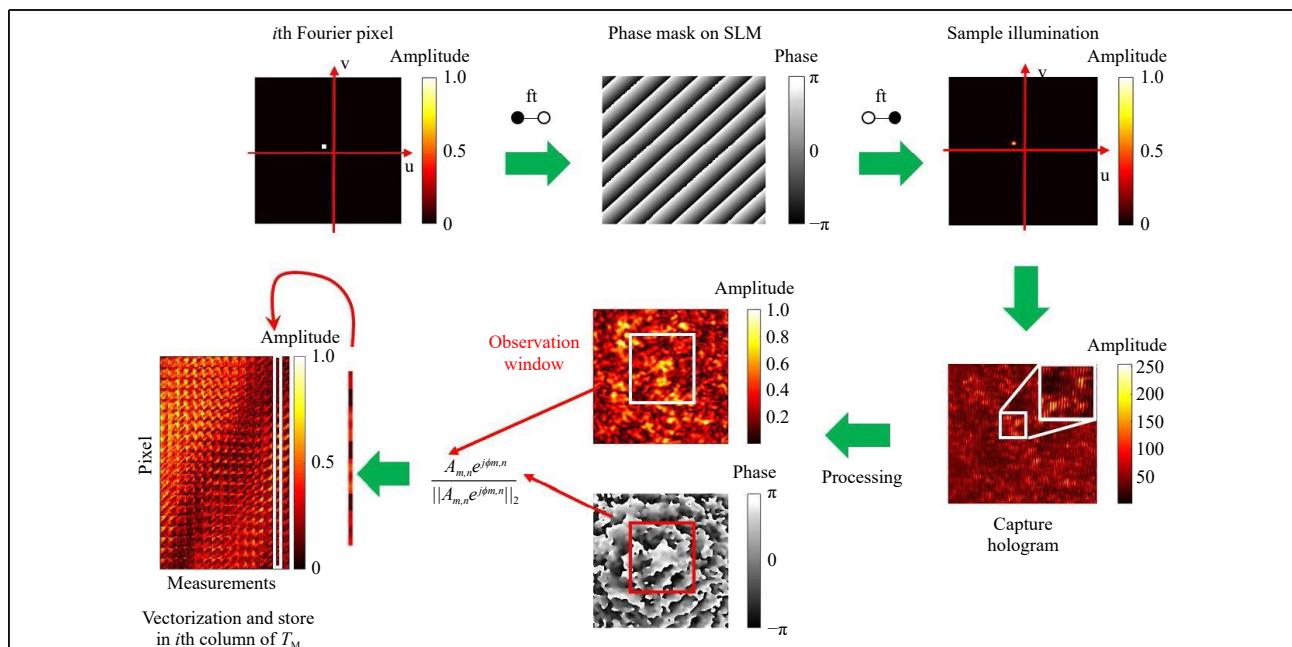 ith Fourier pixel
Amplitude
v
1.0
0.5
0
u
ft
Phase mask on SLM
Phase
π
0
−π
ft
Sample illumination
Amplitude
v
1.0
0.5
0
u
Amplitude
250
200
150
100
50
Capture
hologram
Processing
Amplitude
1.0
0.8
0.6
0.4
0.2
Observation
window
Phase
π
0
−π
A_{m,n}e^{jϕm,n}
||A_{m,n}e^{jϕm,n}||_2
Amplitude
1.0
0.5
0
Pixel
Measurements
Vectorization and store
in ith column of T_M